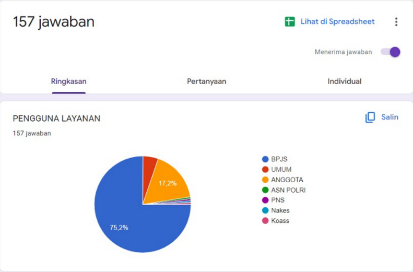 157 jawaban
Lihat di Spreadsheet
Menerima jawaban
Ringkasan
Pertanyaan
Individual
PENGGUNA LAYANAN
Salin
157 jawaban
BPJS
UMUM
ANGGOTA
ASN POLRI
PNS
Nakes
Koass
17,2%
75,2%